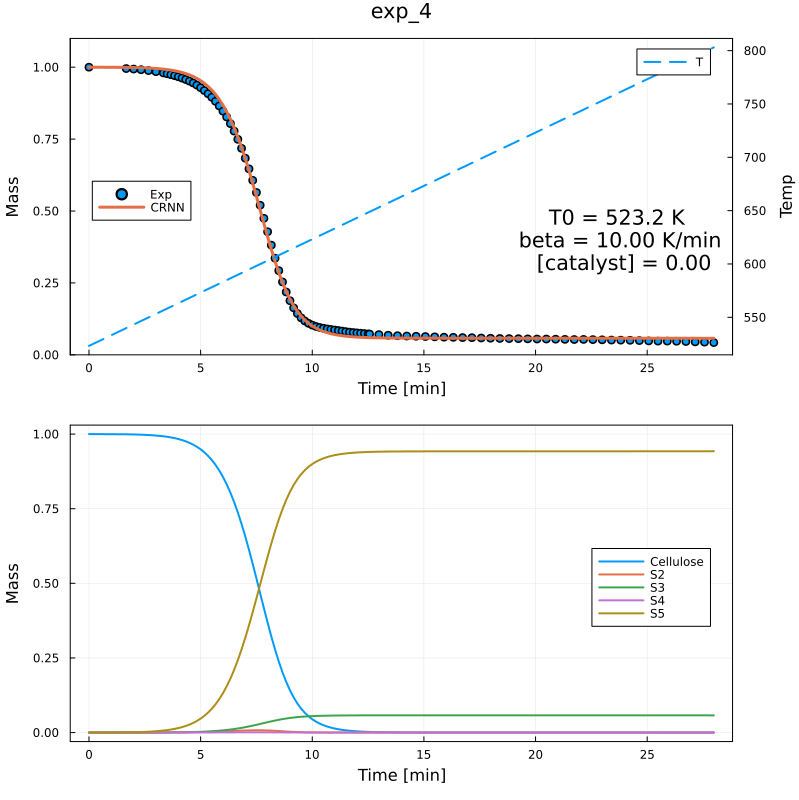 exp_4
1.00
0.75
0.50
0.25
0.00
Mass
800
750
700
650
600
550
Temp
T
Exp
CRNN
T0 = 523.2 K
beta = 10.00 K/min
[catalyst] = 0.00
0 5 10 15 20 25
Time [min]
1.00
0.75
0.50
0.25
0.00
Mass
Cellulose
S2
S3
S4
S5
0 5 10 15 20 25
Time [min]